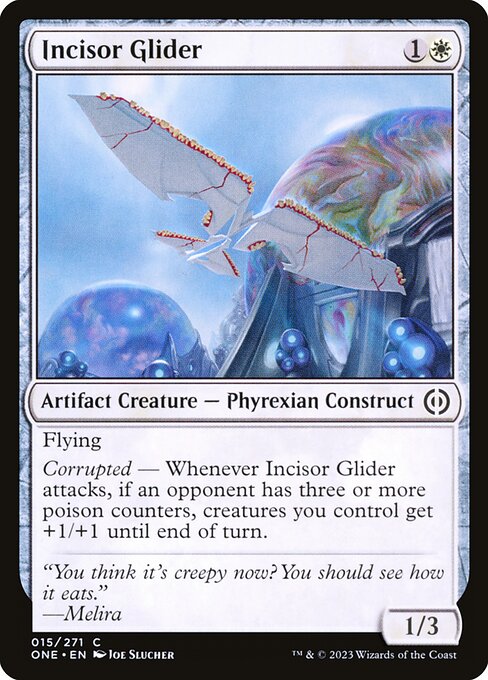 Incisor Glider 1
Artifact Creature — Phyrexian Construct
Flying
Corrupted — Whenever Incisor Glider
attacks, if an opponent has three or more
poison counters, creatures you control get
+1/+1 until end of turn.
“You think it’s creepy now? You should see how
it eats.”
—Melira
1/3
015/271 C
ONE • EN Joe Slucher
™ & © 2023 Wizards of the Coast